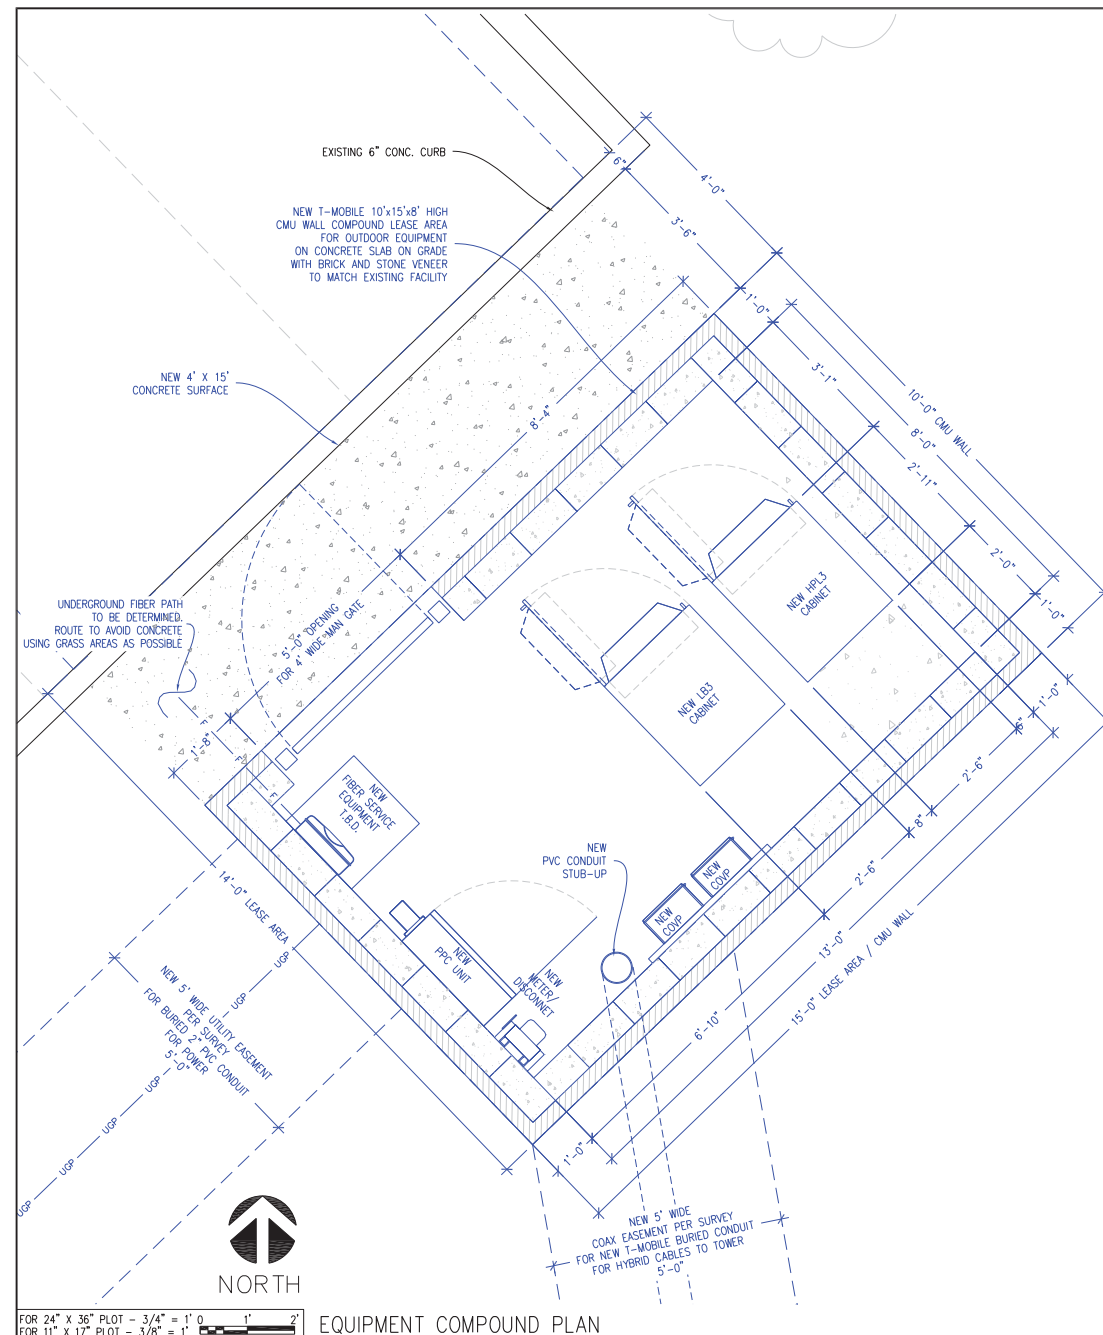 EXISTING 6" CONC. CURB
6"
4'-0"
3'-6"
NEW T-MOBILE 10'x15'x8' HIGH
CMU WALL COMPOUND LEASE AREA
FOR OUTDOOR EQUIPMENT
ON CONCRETE SLAB ON GRADE
WITH BRICK AND STONE VENEER
TO MATCH EXISTING FACILITY
1'-0"
NEW 4' X 15'
CONCRETE SURFACE
8'-4"
3'-1"
10'-0" CMU WALL
8'-0"
2'-11"
2'-0"
1'-0"
NEW HPL3
CABINET
UNDERGROUND FIBER PATH
TO BE DETERMINED.
ROUTE TO AVOID CONCRETE
USING GRASS AREAS AS POSSIBLE
5'-0" OPENING
FOR 4' WIDE MAN GATE
NEW LB3
CABINET
1'-0"
6"
2'-6"
8"
2'-6"
13'-0"
15'-0" LEASE AREA / CMU WALL
6'-10"
1'-0"
F
F
F
1'-8"
NEW
FIBER SERVICE
EQUIPMENT
T.B.D.
NEW
PVC CONDUIT
STUB-UP
NEW
COVP
NEW
COVP
14'-0" LEASE AREA
NEW
PPC UNIT
NEW
METER/
DISCONNET
NEW 5' WIDE UTILITY EASEMENT
PER SURVEY
FOR BURIED 2" PVC CONDUIT
FOR POWER
5'-0"
UGP
UGP
UGP
UGP
UGP
UGP
NEW 5' WIDE
COAX EASEMENT PER SURVEY
FOR NEW T-MOBILE BURIED CONDUIT
FOR HYBRID CABLES TO TOWER
5'-0"
NORTH
FOR 24" X 36" PLOT - 3/4" = 1'
FOR 11" X 17" PLOT - 3/8" = 1'
0 1' 2'
EQUIPMENT COMPOUND PLAN